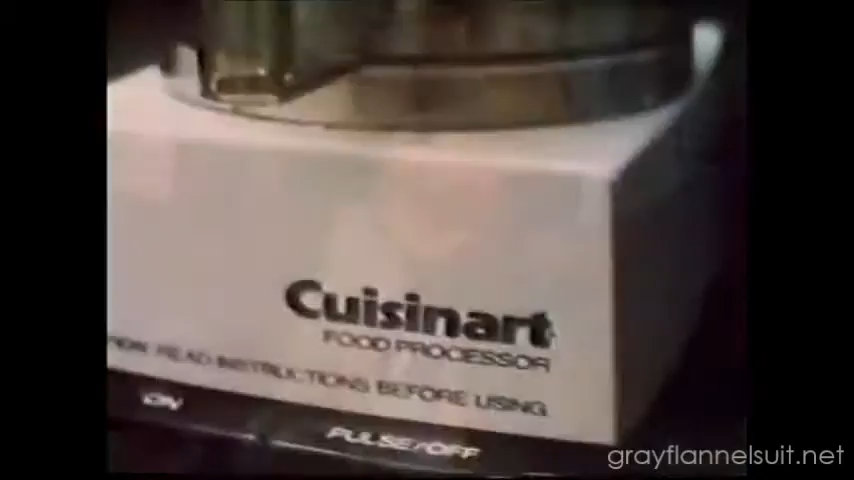 Cuisinart
FOOD PROCESSOR
READ INSTRUCTIONS BEFORE USING
ON
PULSE/OFF
grayflannelsuit.net